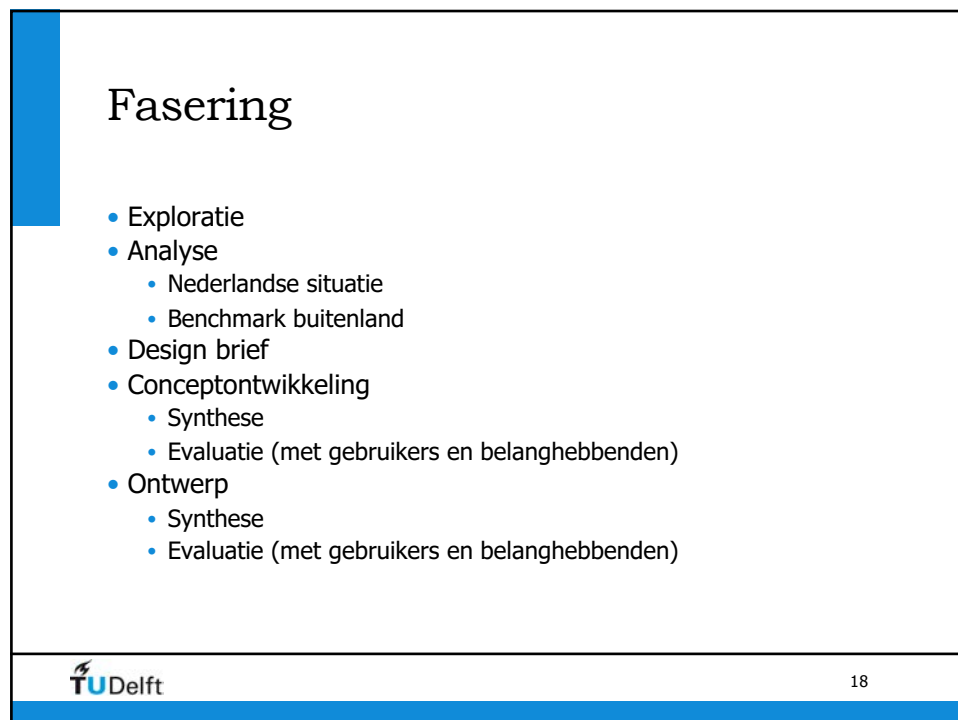 Fasering
• Exploratie
• Analyse
• Nederlandse situatie
• Benchmark buitenland
• Design brief
• Conceptontwikkeling
• Synthese
• Evaluatie (met gebruikers en belanghebbenden)
• Ontwerp
• Synthese
• Evaluatie (met gebruikers en belanghebbenden)
TUDelft
18